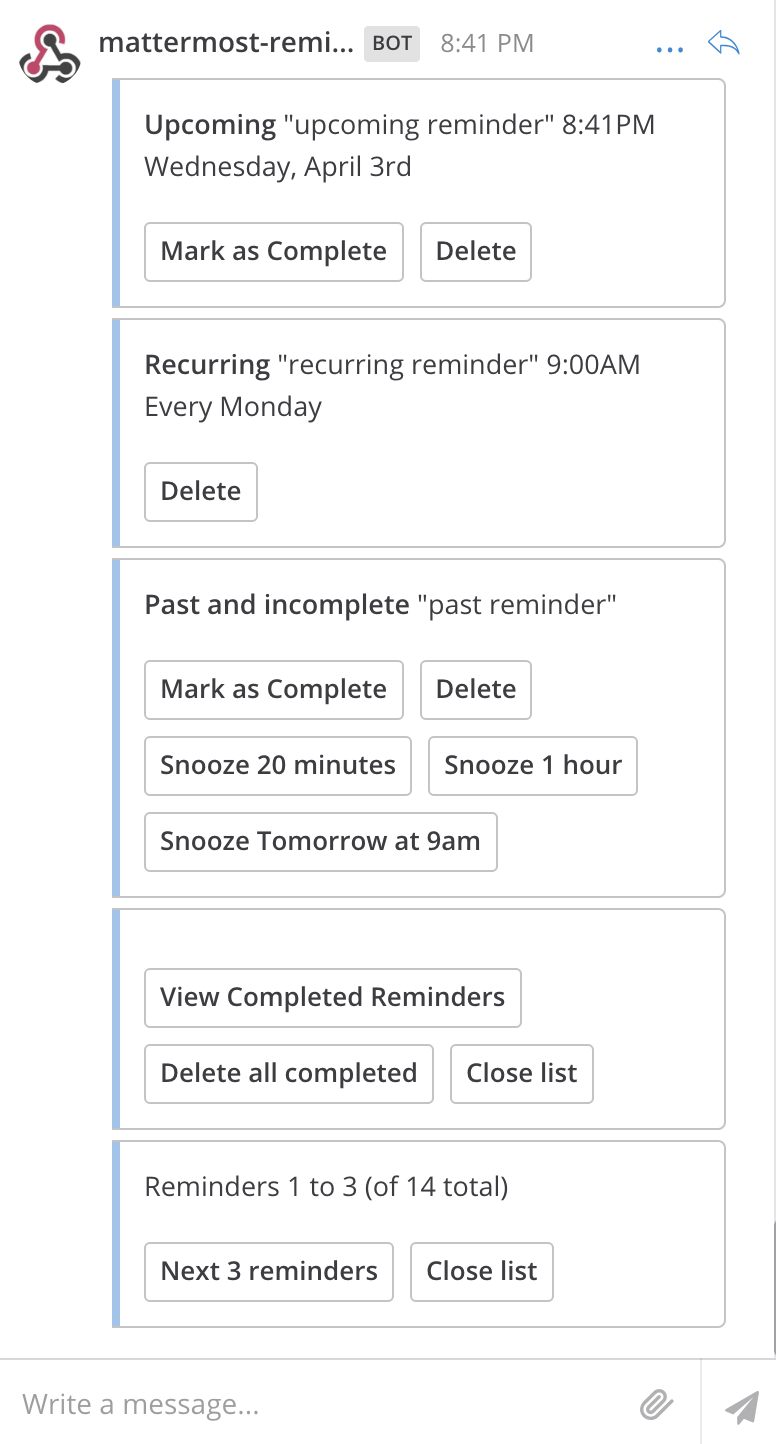 mattermost-remi... BOT 8:41 PM
Upcoming "upcoming reminder" 8:41PM
Wednesday, April 3rd
Mark as Complete Delete
Recurring "recurring reminder" 9:00AM
Every Monday
Delete
Past and incomplete "past reminder"
Mark as Complete Delete
Snooze 20 minutes Snooze 1 hour
Snooze Tomorrow at 9am
View Completed Reminders
Delete all completed Close list
Reminders 1 to 3 (of 14 total)
Next 3 reminders Close list
Write a message...